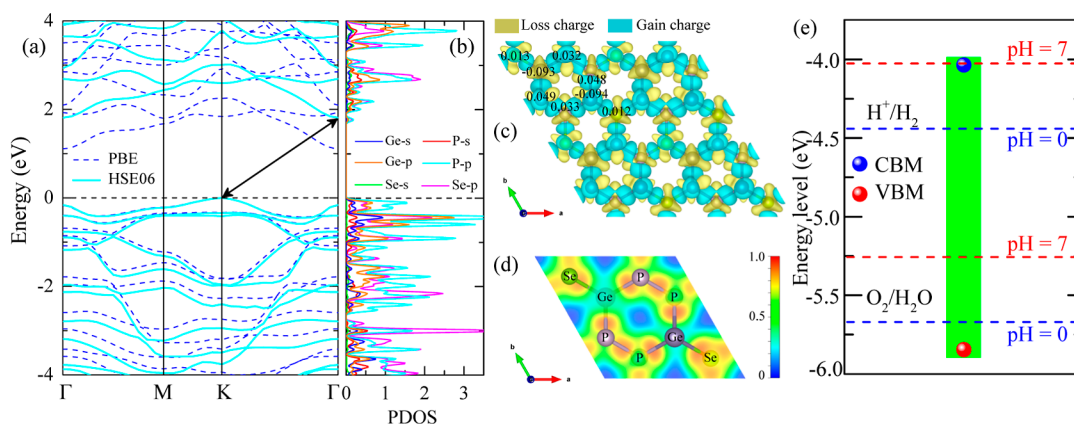 (a)
4
2
0
-2
-4
Energy (eV)
PBE
HSE06
Γ
M
K
Γ
(b)
Ge-s
P-s
Ge-p
P-p
Se-s
Se-p
0
1
2
3
PDOS
Loss charge
Gain charge
0.013
0.032
-0.093
0.048
0.049
-0.094
0.033
0.012
(c)
b
a
(d)
Se
P
Ge
P
P
Ge
P
Se
1.0
0.5
0
b
a
(e)
-4.0
-4.5
-5.0
-5.5
-6.0
Energy level (eV)
pH = 7
H⁺/H₂
pH = 0
CBM
VBM
pH = 7
O₂/H₂O
pH = 0